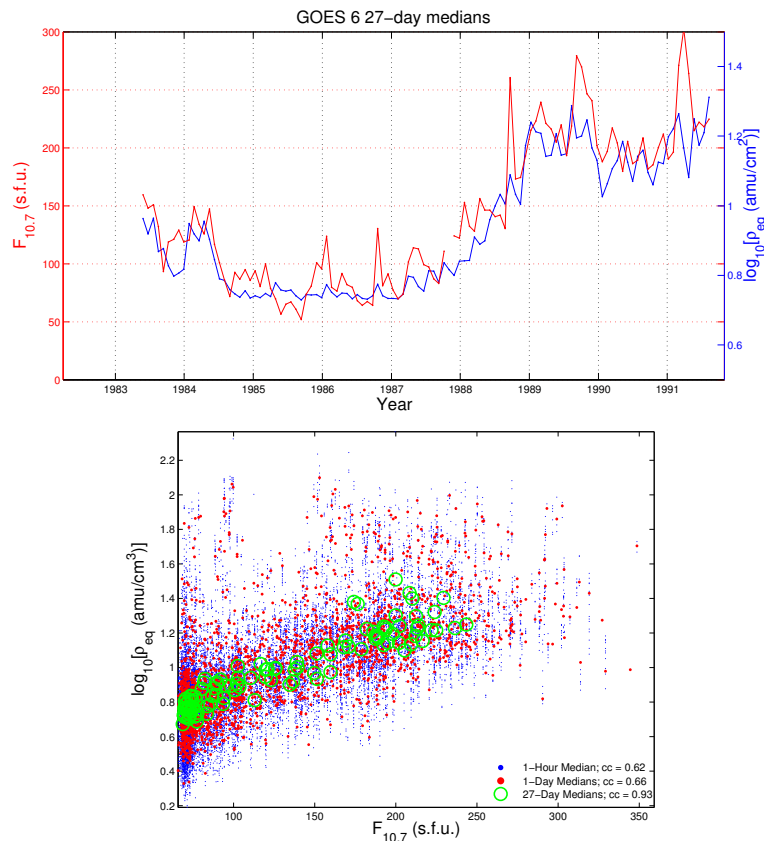 GOES 6 27−day medians
300
250
200
150
100
50
0
F10.7 (s.f.u.)
1.4
1.2
1
0.8
0.6
log10[ρeq (amu/cm2)]
1983 1984 1985 1986 1987 1988 1989 1990 1991
Year
2.2
2
1.8
1.6
1.4
1.2
1
0.8
0.6
0.4
0.2
log10[ρeq (amu/cm3)]
1−Hour Median; cc = 0.62
1−Day Medians; cc = 0.66
27−Day Medians; cc = 0.93
100 150 200 250 300 350
F10.7 (s.f.u.)